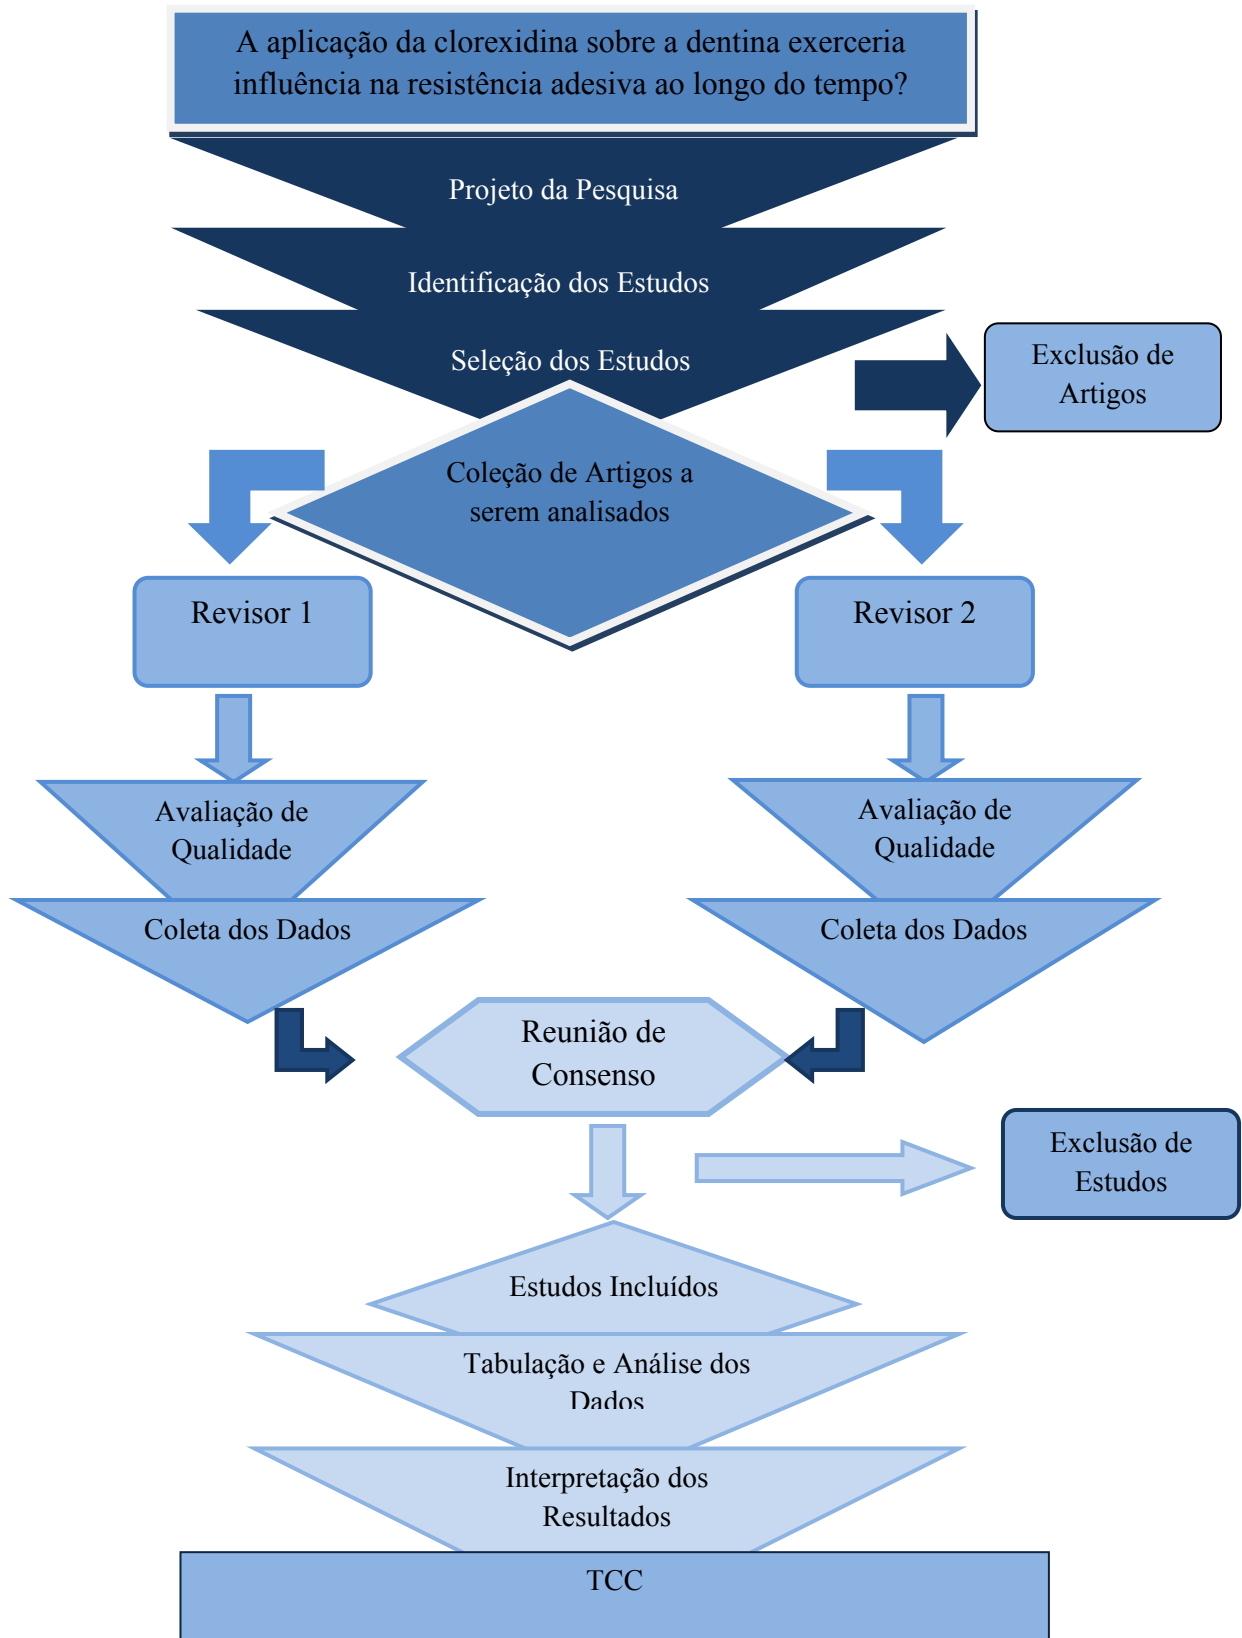 A aplicação da clorexidina sobre a dentina exerceria
influência na resistência adesiva ao longo do tempo?
Projeto da Pesquisa
Identificação dos Estudos
Seleção dos Estudos
Exclusão de
Artigos
Coleção de Artigos a
serem analisados
Revisor 1
Revisor 2
Avaliação de
Qualidade
Avaliação de
Qualidade
Coleta dos Dados
Coleta dos Dados
Reunião de
Consenso
Exclusão de
Estudos
Estudos Incluídos
Tabulação e Análise dos
Dados
Interpretação dos
Resultados
TCC